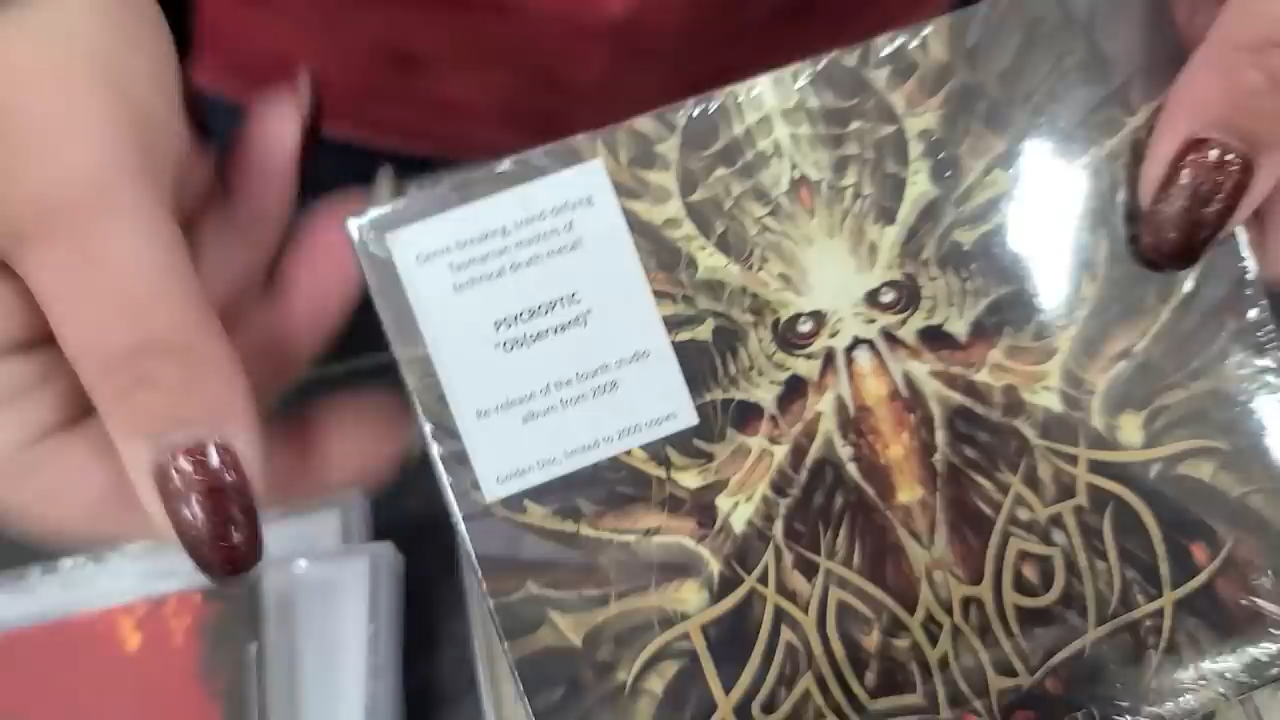 Genre-breaking, trend-defying
Tasmanian masters of
technical death metal!
PSYCROPTIC
"Ob(servant)"
Re-release of the fourth studio
album from 2008
Golden Disc, limited to 2000 copies